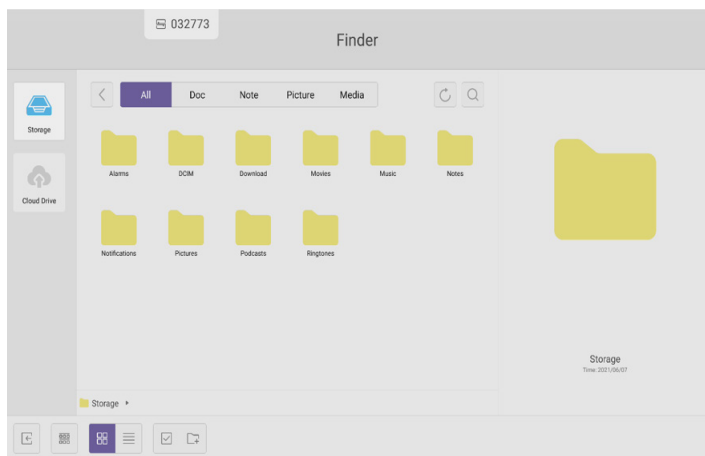 032773
Finder
All Doc Note Picture Media
Storage
Cloud Drive
Alarms DCIM Download Movies Music Notes
Notifications Pictures Podcasts Ringtones
Storage
Time: 2021/06/07
Storage